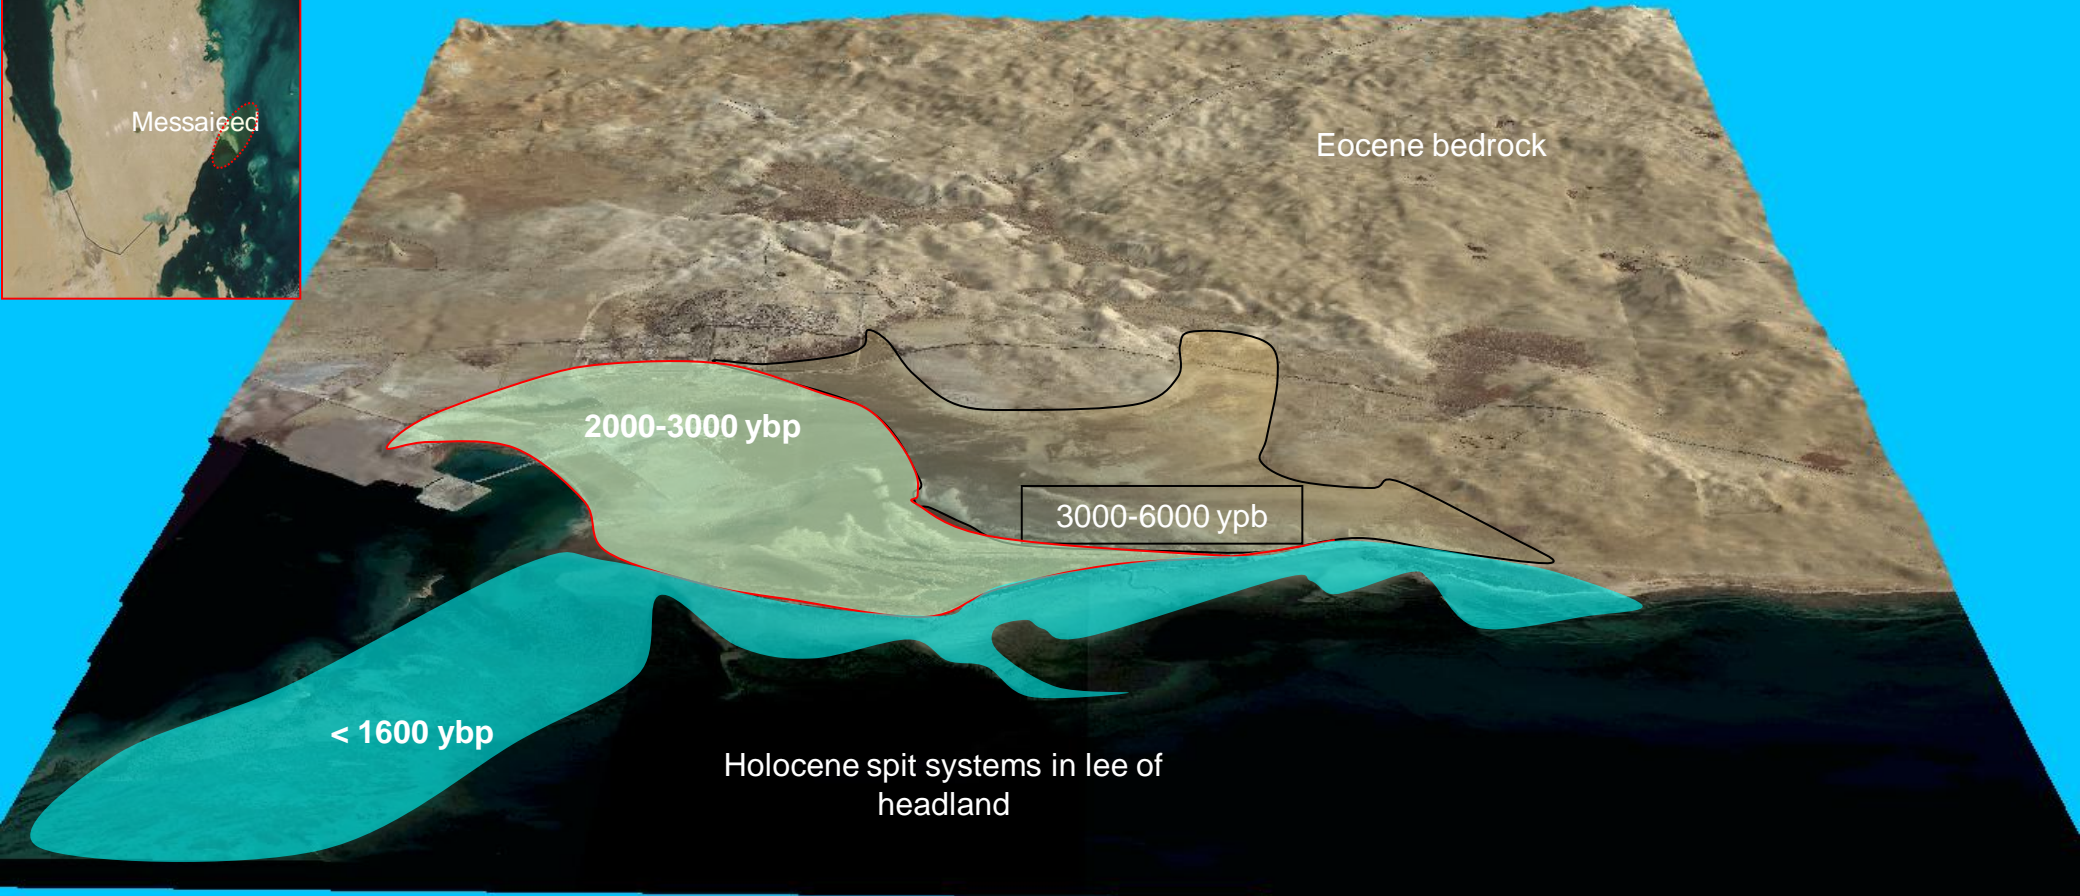 Messaieed
Eocene bedrock
2000-3000 ybp
3000-6000 ypb
< 1600 ybp
Holocene spit systems in lee of
headland